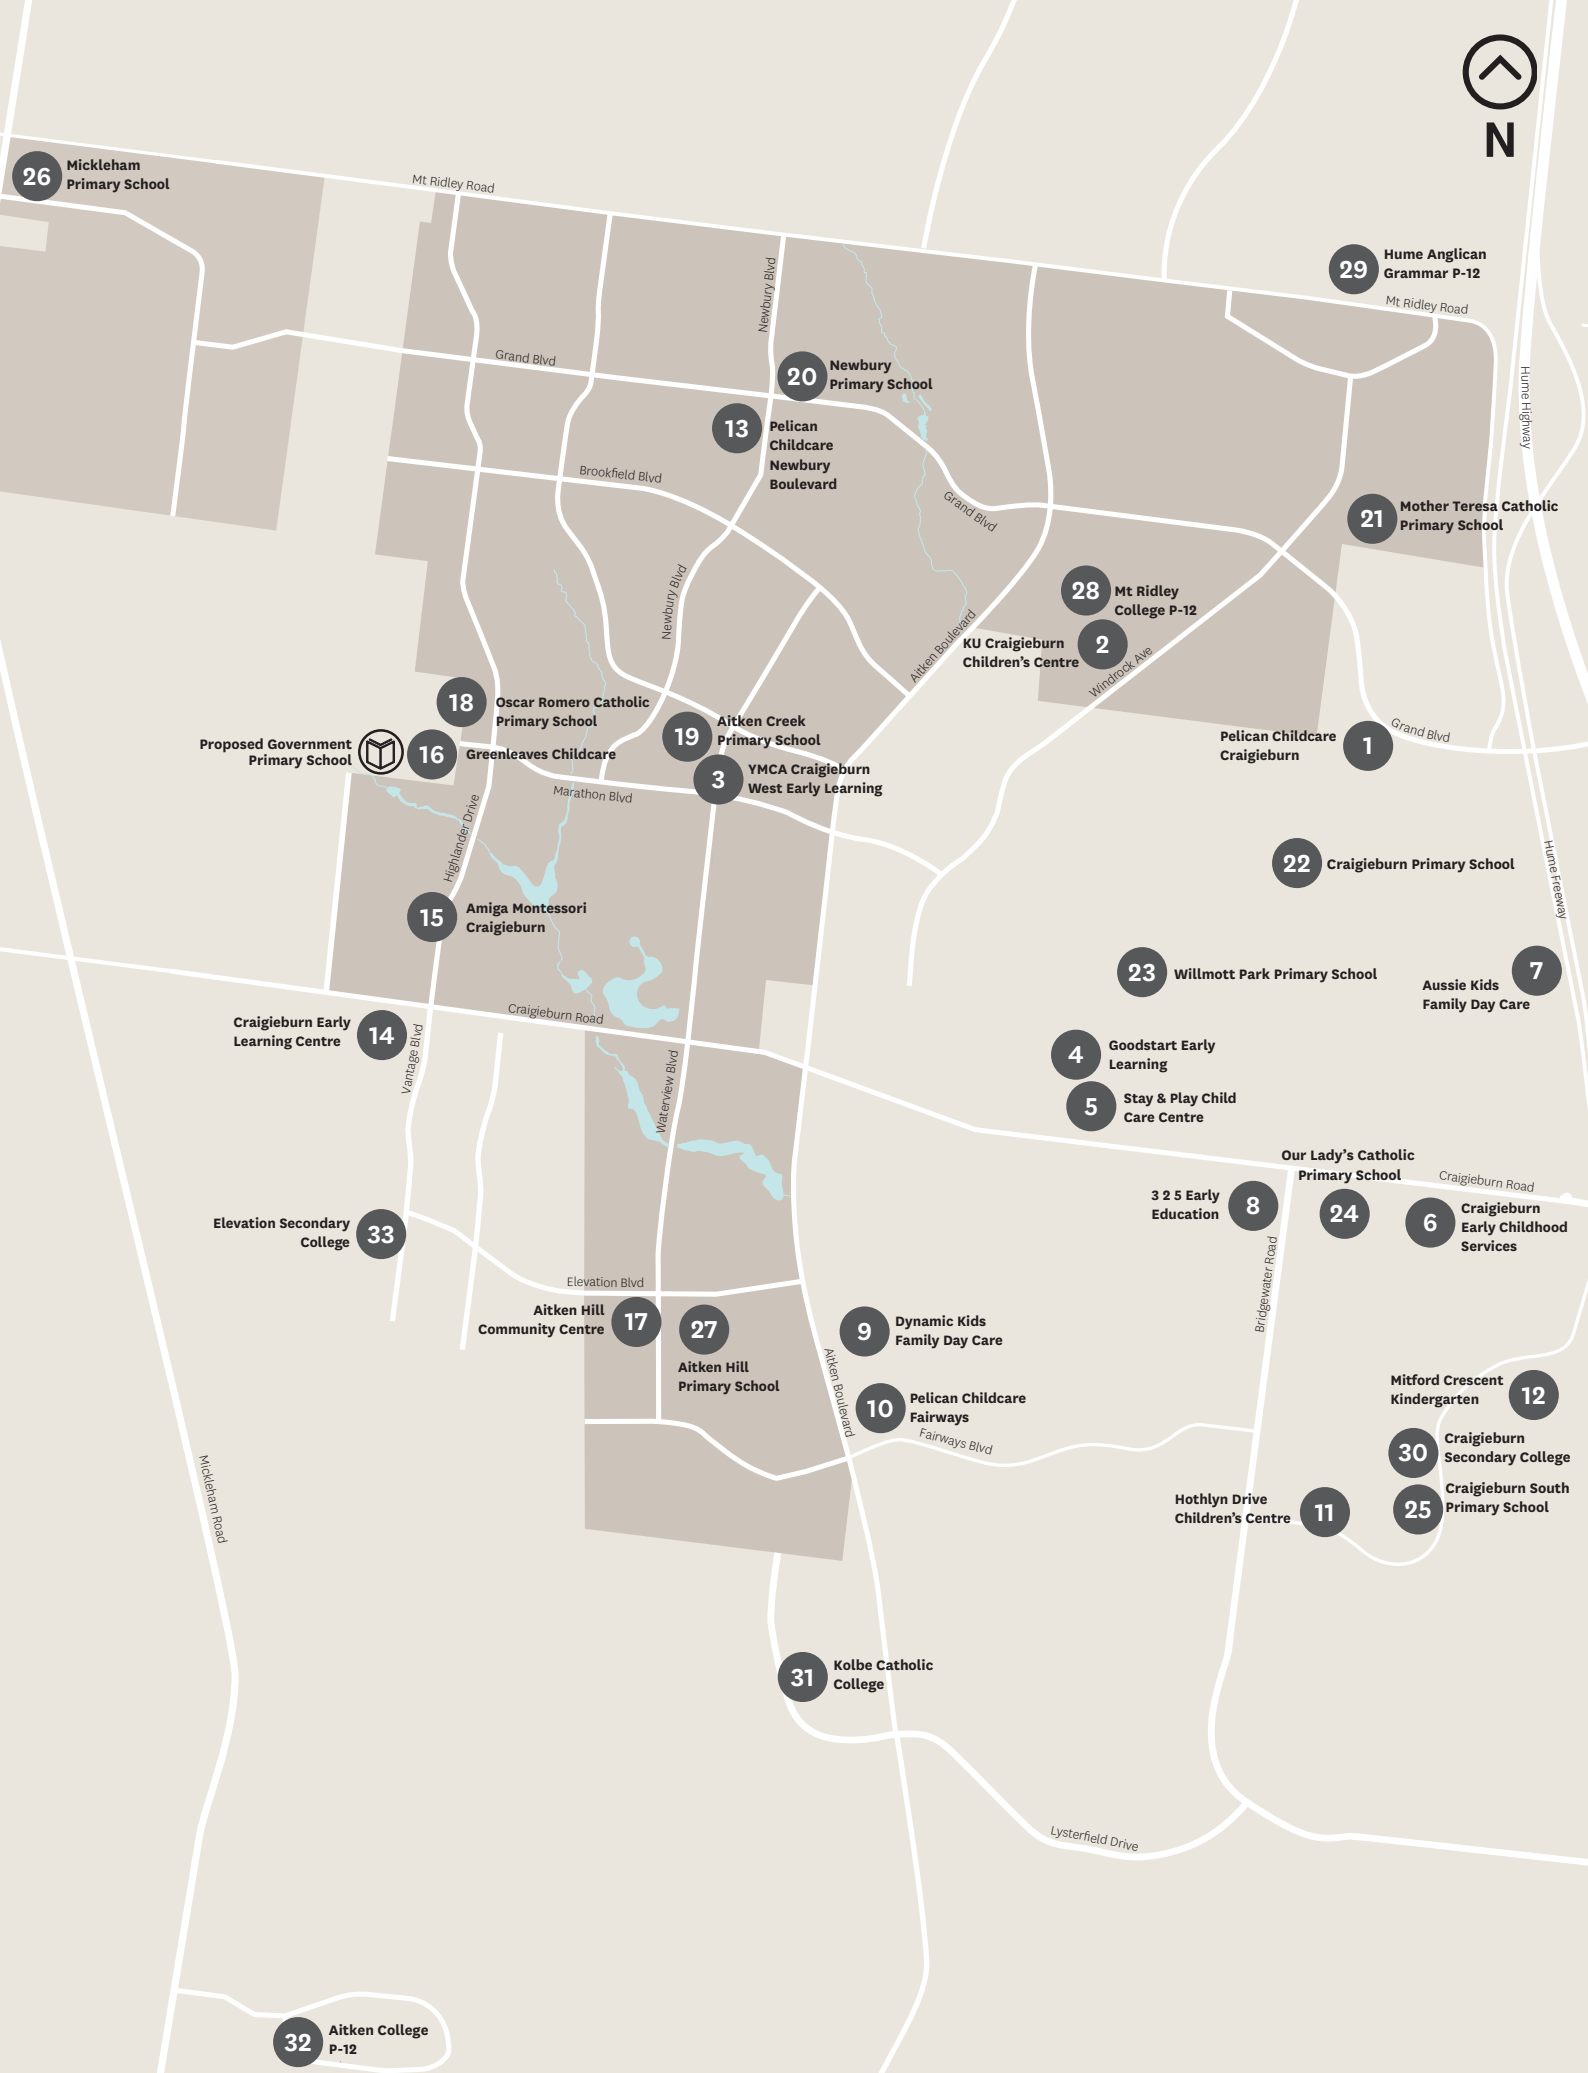 N
26
Mickleham
Primary School
Mt Ridley Road
29
Hume Anglican
Grammar P-12
Mt Ridley Road
Newbury Blvd
Grand Blvd
20
Newbury
Primary School
Hume Highway
13
Pelican
Childcare
Newbury
Boulevard
Brookfield Blvd
Grand Blvd
21
Mother Teresa Catholic
Primary School
Newbury Blvd
28
Mt Ridley
College P-12
Aitken Boulevard
KU Craigieburn
Children's Centre
2
Windrock Ave
18
Oscar Romero Catholic
Primary School
19
Aitken Creek
Primary School
Proposed Government
Primary School
16
Greenleaves Childcare
Pelican Childcare
Craigieburn
1
Grand Blvd
3
YMCA Craigieburn
West Early Learning
Marathon Blvd
Highlander Drive
22
Craigieburn Primary School
Hume Freeway
15
Amiga Montessori
Craigieburn
23
Willmott Park Primary School
7
Aussie Kids
Family Day Care
Craigieburn Road
Craigieburn Early
Learning Centre
14
Vantage Blvd
4
Goodstart Early
Learning
Waterview Blvd
5
Stay & Play Child
Care Centre
Our Lady's Catholic
Primary School
Craigieburn Road
3 2 5 Early
Education
8
24
6
Craigieburn
Early Childhood
Services
Elevation Secondary
College
33
Bridgewater Road
Elevation Blvd
Aitken Hill
Community Centre
17
27
Aitken Hill
Primary School
9
Dynamic Kids
Family Day Care
Aitken Boulevard
10
Pelican Childcare
Fairways
Fairways Blvd
Mitford Crescent
Kindergarten
12
30
Craigieburn
Secondary College
Mickleham Road
Hothlyn Drive
Children's Centre
11
25
Craigieburn South
Primary School
31
Kolbe Catholic
College
Lysterfield Drive
32
Aitken College
P-12